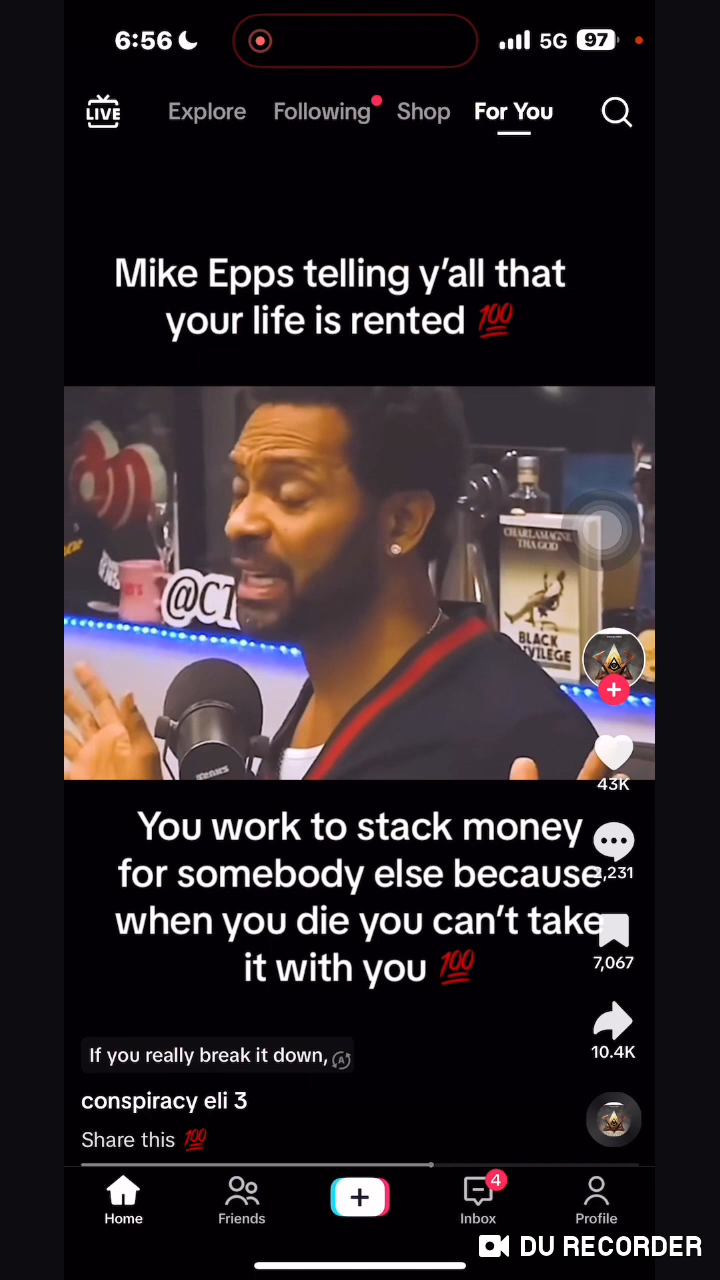 6:56
5G
97
LIVE
Explore
Following
Shop
For You
Mike Epps telling y’all that
your life is rented 💯
@CT
CHARLAMAGNE
THA GOD
BLACK
You work to stack money
for somebody else because
when you die you can’t take
it with you 💯
43K
7,067
10.4K
If you really break it down,
conspiracy eli 3
Share this 💯
Home
Friends
4
Inbox
Profile
DU RECORDER